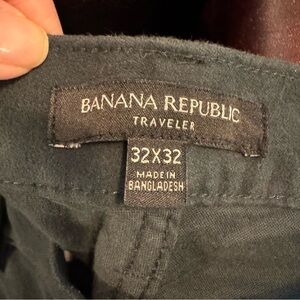 BANANA REPUBLIC
TRAVELER
32X32
MADE IN
BANGLADESH